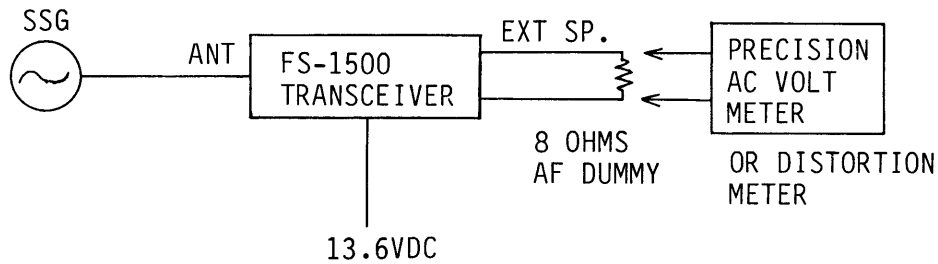 SSG
ANT
FS-1500
TRANSCEIVER
EXT SP.
8 OHMS
AF DUMMY
PRECISION
AC VOLT
METER
OR DISTORTION
METER
13.6VDC